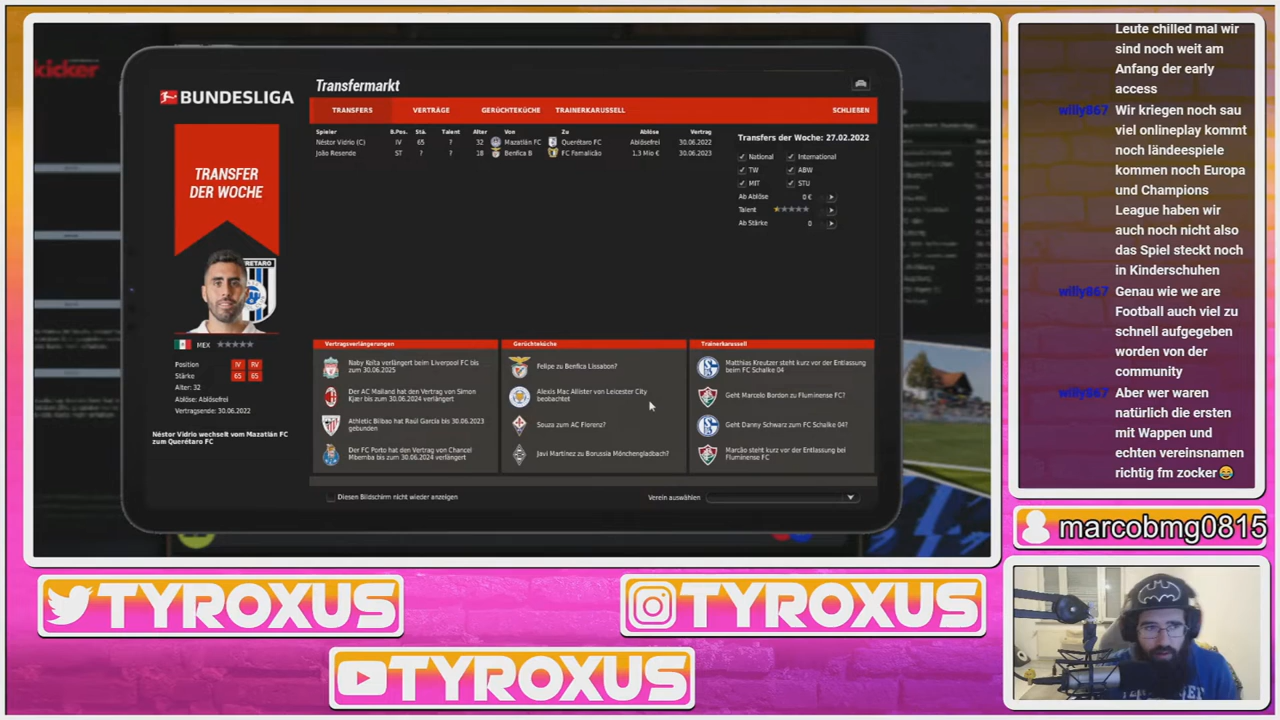 kicker
BUNDESLIGA
TRANSFER
DER WOCHE
MEX
Position IV RV
Stärke 65 65
Alter: 32
Ablöse: Ablösefrei
Vertragsende: 30.06.2022
Néstor Vidrio wechselt vom Mazatlán FC
zum Querétaro FC
Transfermarkt
TRANSFERS VERTRÄGE GERÜCHTEKÜCHE TRAINERKARUSSELL SCHLIEßEN
Spieler B.Pos. Stä. Talent Alter Von Zu Ablöse Vertrag
Néstor Vidrio (C) IV 65 ? 32 Mazatlán FC Querétaro FC Ablösefrei 30.06.2022
João Resende ST ? ? 18 Benfica B FC Famalicão 1,3 Mio € 30.06.2023
Transfers der Woche: 27.02.2022
National International
TW ABW
MIT STU
Ab Ablöse 0 €
Talent
Ab Stärke 0
Vertragsverlängerungen
Naby Keïta verlängert beim Liverpool FC bis
zum 30.06.2025
Der AC Mailand hat den Vertrag von Simon
Kjær bis zum 30.06.2024 verlängert
Athletic Bilbao hat Raúl García bis 30.06.2023
gebunden
Der FC Porto hat den Vertrag von Chancel
Mbemba bis zum 30.06.2024 verlängert
Gerüchteküche
Felipe zu Benfica Lissabon?
Alexis Mac Allister von Leicester City
beobachtet
Souza zum AC Florenz?
Javi Martínez zu Borussia Mönchengladbach?
Trainerkarussell
Matthias Kreutzer steht kurz vor der Entlassung
beim FC Schalke 04
Geht Marcelo Bordon zu Fluminense FC?
Geht Danny Schwarz zum FC Schalke 04?
Marcão steht kurz vor der Entlassung bei
Fluminense FC
Diesen Bildschirm nicht wieder anzeigen
Verein auswählen
Leute chilled mal wir
sind noch weit am
Anfang der early
access
willy867 Wir kriegen noch sau
viel onlineplay kommt
noch ländeespiele
kommen noch Europa
und Champions
League haben wir
auch noch nicht also
das Spiel steckt noch
in Kinderschuhen
willy867 Genau wie we are
Football auch viel zu
schnell aufgegeben
worden von der
community
willy867 Aber wer waren
natürlich die ersten
mit Wappen und
echten vereinsnamen
richtig fm zocker😂
marcobmg0815
TYROXUS
TYROXUS
TYROXUS